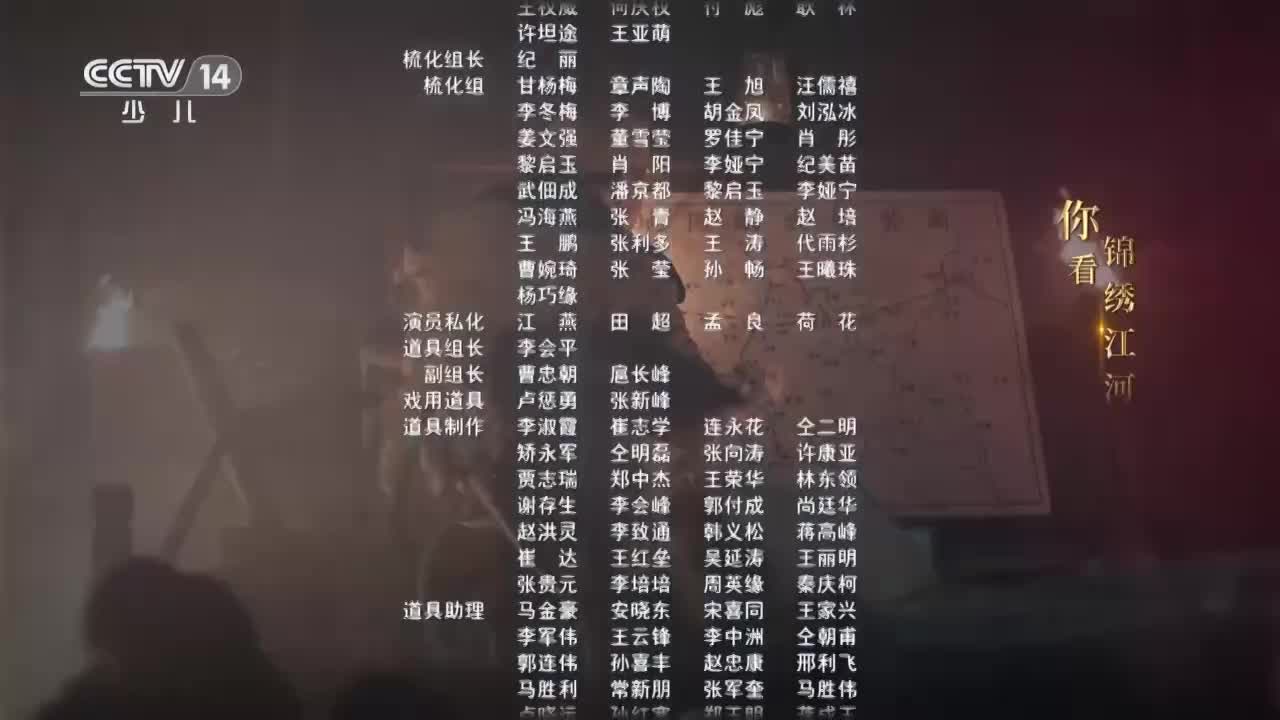 CCTV 14
少儿
许坦途 王亚萌
梳化组长 纪 丽
梳化组 甘杨梅 章声陶 王 旭 汪儒禧
李冬梅 李 博 胡金凤 刘泓冰
姜文强 董雪莹 罗佳宁 肖 彤
黎启玉 肖 阳 李娅宁 纪美苗
武佃成 潘京都 黎启玉 李娅宁
冯海燕 张 青 赵 静 赵 培
王 鹏 张利多 王 涛 代雨杉
曹婉琦 张 莹 孙 畅 王曦珠
杨巧缘
演员私化 江 燕 田 超 孟 良 荷 花
道具组长 李会平
副组长 曹忠朝 扈长峰
戏用道具 卢惩勇 张新峰
道具制作 李淑霞 崔志学 连永花 仝二明
矫永军 仝明磊 张向涛 许康亚
贾志瑞 郑中杰 王荣华 林东领
谢存生 李会峰 郭付成 尚廷华
赵洪灵 李致通 韩义松 蒋高峰
崔 达 王红垒 吴延涛 王丽明
张贵元 李培培 周英缘 秦庆柯
道具助理 马金豪 安晓东 宋喜同 王家兴
李军伟 王云锋 李中洲 仝朝甫
郭连伟 孙喜丰 赵忠康 邢利飞
马胜利 常新朋 张军奎 马胜伟
你看
锦绣江河